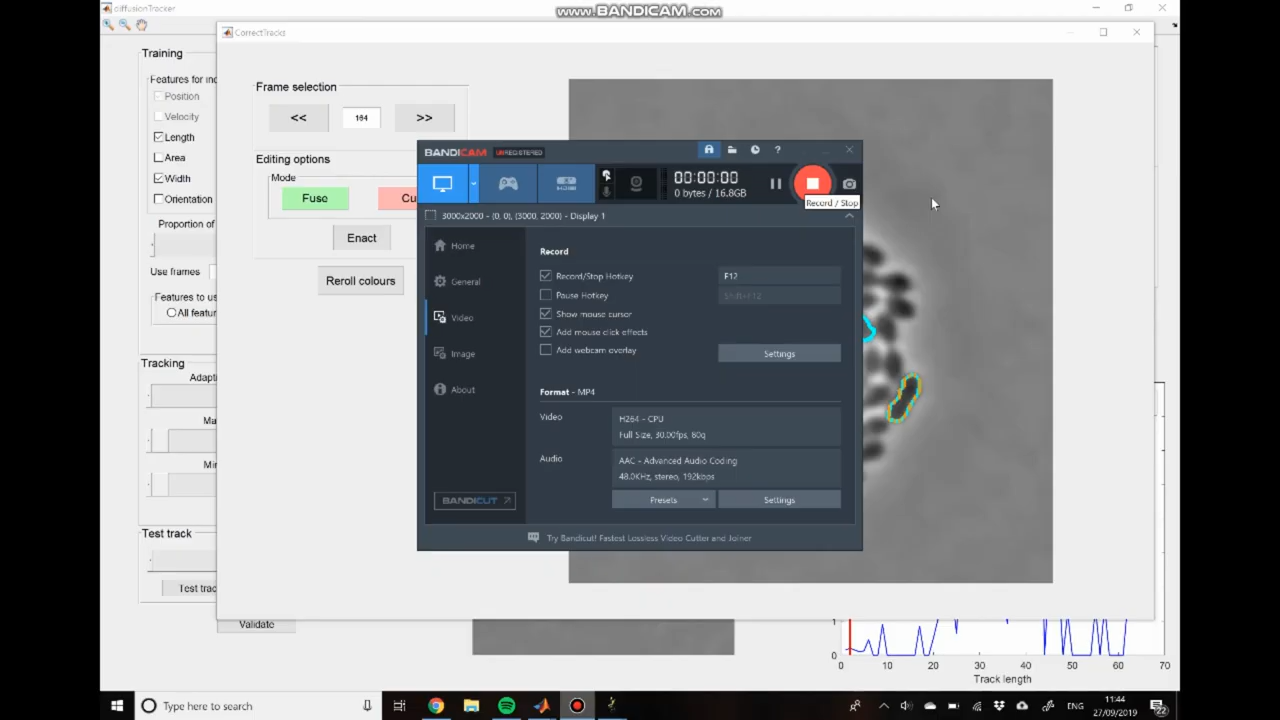 diffusionTracker
www.BANDICAM.com
CorrectTracks
Training
Features for in
Position
Velocity
Length
Area
Width
Orientation
Proportion of
Use frames
Features to us
All featur
Tracking
Adapti
Ma
Mir
Test track
Test trac
Validate
Frame selection
<<
104
>>
Editing options
Mode
Fuse
Cu
Enact
Reroll colours
BANDICAM
UNREGISTERED
00:00:00
0 bytes / 16.8GB
Record / Stop
3000x2000 - (0, 0), (3000, 2000) - Display 1
Home
General
Video
Image
About
BANDICUT
Record
Record/Stop Hotkey
F12
Pause Hotkey
Shift+F12
Show mouse cursor
Add mouse click effects
Add webcam overlay
Settings
Format - MP4
Video
H264 - CPU
Full Size, 30.00fps, 80q
Audio
AAC - Advanced Audio Coding
48.0KHz, stereo, 192kbps
Presets
Settings
Try Bandicut! Fastest Lossless Video Cutter and Joiner
1
0
0 10 20 30 40 50 60 70
Track length
Type here to search
ENG
11:44
27/09/2019
22